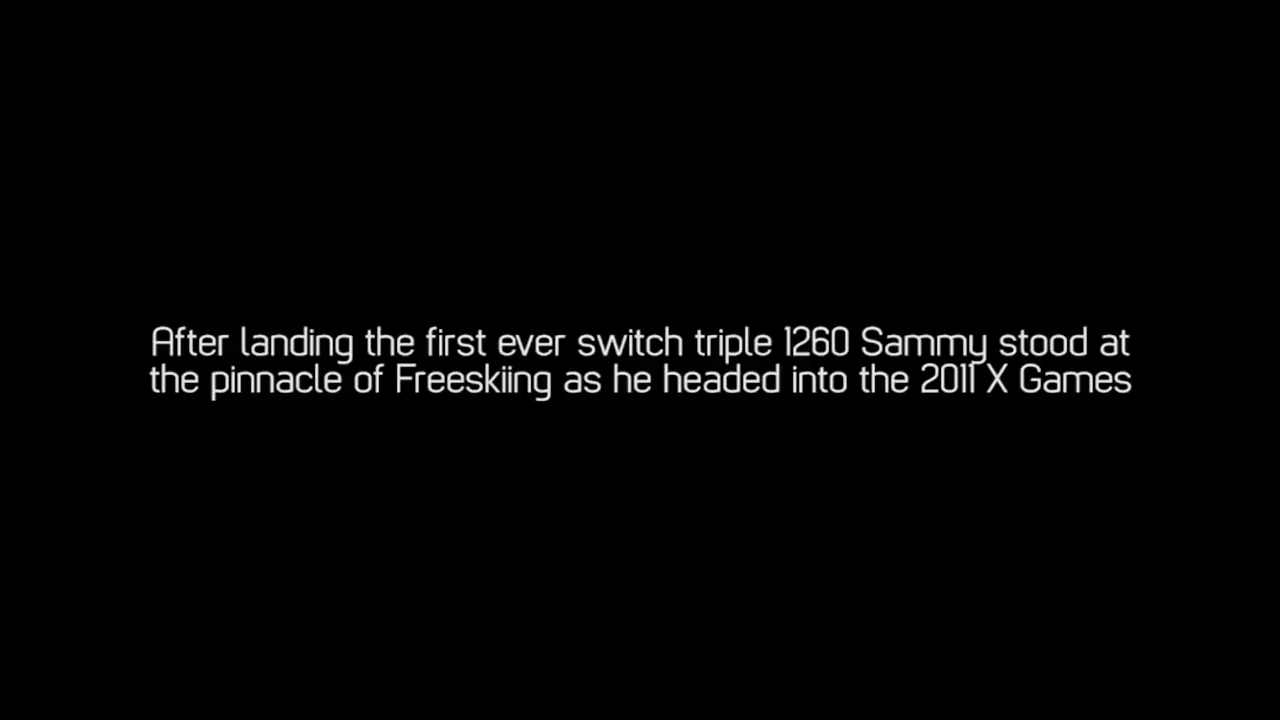 After landing the first ever switch triple 1260 Sammy stood at
the pinnacle of Freeskiing as he headed into the 2011 X Games